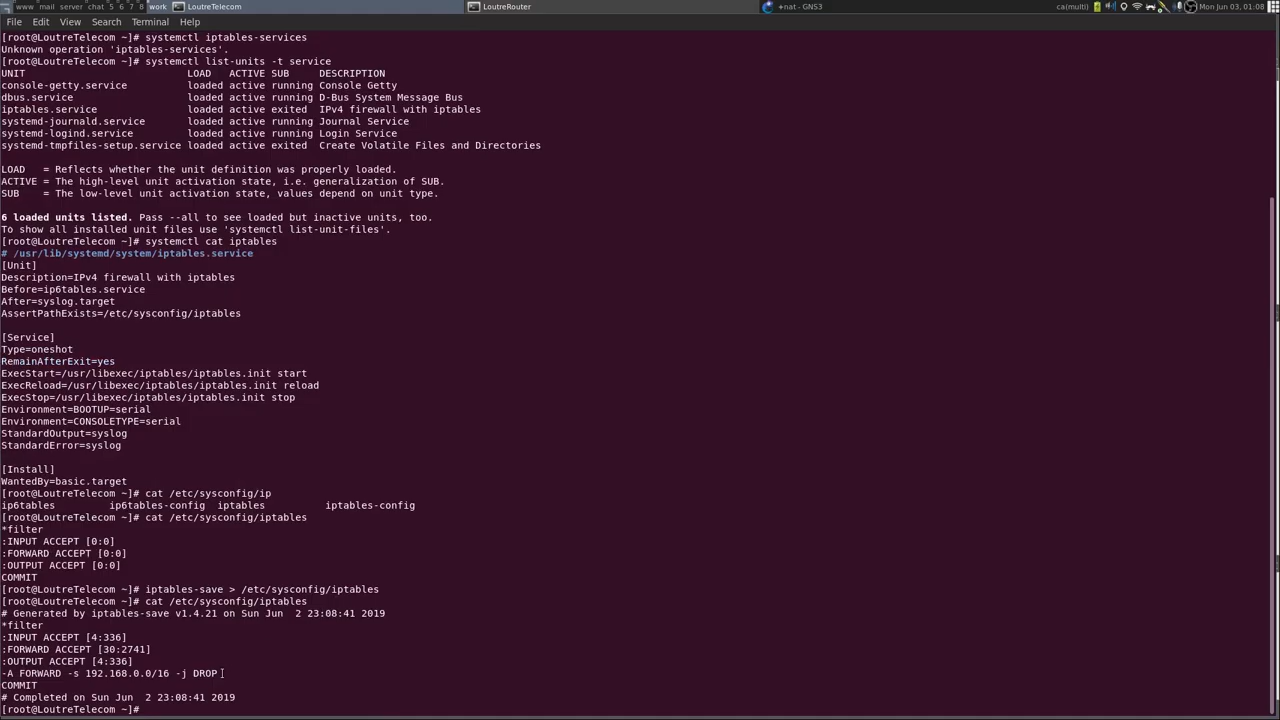 www mail server chat 5 6 7 8 work LoutreTelecom LoutreRouter +nat - GNS3 ca(multi) Mon Jun 03, 01:08
File Edit View Search Terminal Help
[root@LoutreTelecom ~]# systemctl iptables-services
Unknown operation 'iptables-services'.
[root@LoutreTelecom ~]# systemctl list-units -t service
UNIT LOAD ACTIVE SUB DESCRIPTION
console-getty.service loaded active running Console Getty
dbus.service loaded active running D-Bus System Message Bus
iptables.service loaded active exited IPv4 firewall with iptables
systemd-journald.service loaded active running Journal Service
systemd-logind.service loaded active running Login Service
systemd-tmpfiles-setup.service loaded active exited Create Volatile Files and Directories
LOAD = Reflects whether the unit definition was properly loaded.
ACTIVE = The high-level unit activation state, i.e. generalization of SUB.
SUB = The low-level unit activation state, values depend on unit type.
6 loaded units listed. Pass --all to see loaded but inactive units, too.
To show all installed unit files use 'systemctl list-unit-files'.
[root@LoutreTelecom ~]# systemctl cat iptables
# /usr/lib/systemd/system/iptables.service
[Unit]
Description=IPv4 firewall with iptables
Before=ip6tables.service
After=syslog.target
AssertPathExists=/etc/sysconfig/iptables
[Service]
Type=oneshot
RemainAfterExit=yes
ExecStart=/usr/libexec/iptables/iptables.init start
ExecReload=/usr/libexec/iptables/iptables.init reload
ExecStop=/usr/libexec/iptables/iptables.init stop
Environment=BOOTUP=serial
Environment=CONSOLETYPE=serial
StandardOutput=syslog
StandardError=syslog
[Install]
WantedBy=basic.target
[root@LoutreTelecom ~]# cat /etc/sysconfig/ip
ip6tables ip6tables-config iptables iptables-config
[root@LoutreTelecom ~]# cat /etc/sysconfig/iptables
*filter
:INPUT ACCEPT [0:0]
:FORWARD ACCEPT [0:0]
:OUTPUT ACCEPT [0:0]
COMMIT
[root@LoutreTelecom ~]# iptables-save > /etc/sysconfig/iptables
[root@LoutreTelecom ~]# cat /etc/sysconfig/iptables
# Generated by iptables-save v1.4.21 on Sun Jun 2 23:08:41 2019
*filter
:INPUT ACCEPT [4:336]
:FORWARD ACCEPT [30:2741]
:OUTPUT ACCEPT [4:336]
-A FORWARD -s 192.168.0.0/16 -j DROP
COMMIT
# Completed on Sun Jun 2 23:08:41 2019
[root@LoutreTelecom ~]#